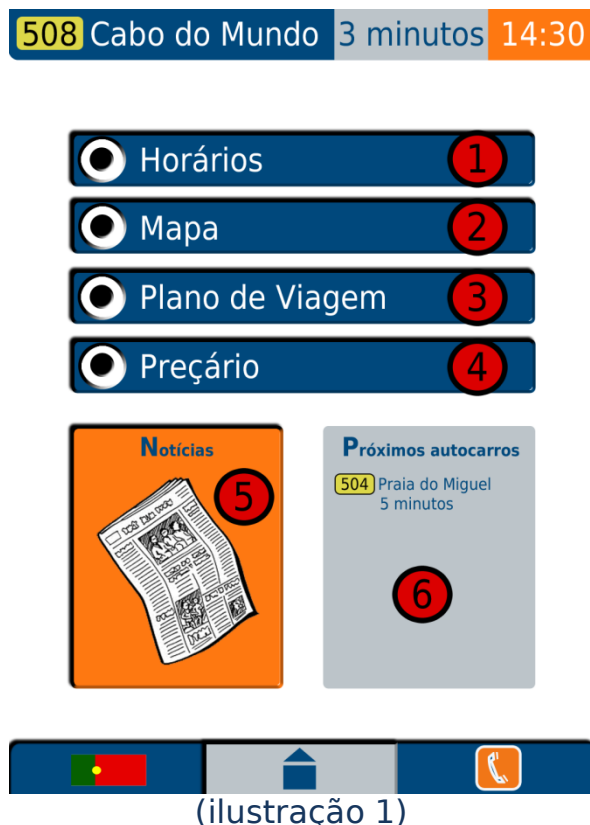 508 Cabo do Mundo 3 minutos 14:30
Horários 1
Mapa 2
Plano de Viagem 3
Preçário 4
Notícias
5
Próximos autocarros
504 Praia do Miguel
5 minutos
6
(ilustração 1)